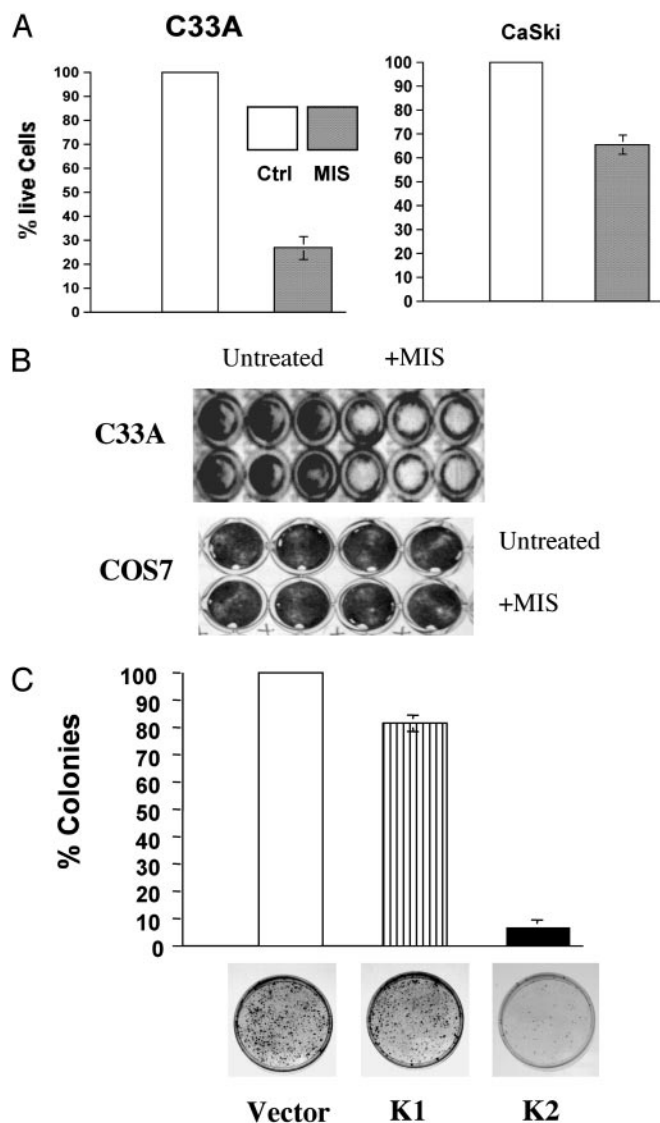 A
C33A
CaSki
% live Cells
100
90
80
70
60
50
40
30
20
10
0
Ctrl MIS
100
90
80
70
60
50
40
30
20
10
0
B
Untreated +MIS
C33A
COS7
Untreated
+MIS
C
% Colonies
100
90
80
70
60
50
40
30
20
10
0
Vector K1 K2